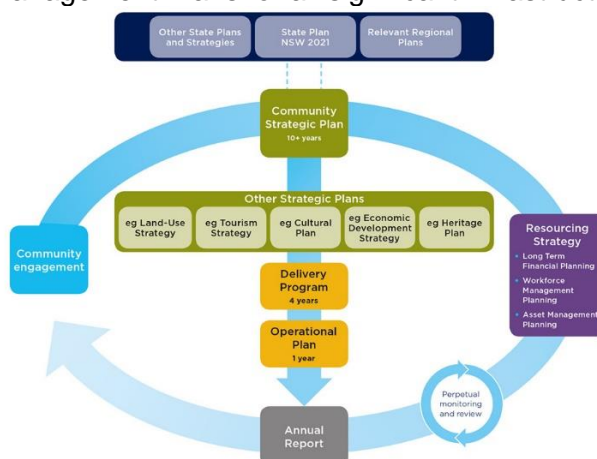 Other State Plans
and Strategies
State Plan
NSW 2021
Relevant Regional
Plans
Community
Strategic Plan
10+ years
Other Strategic Plans
eg Land-Use
Strategy
eg Tourism
Strategy
eg Cultural
Plan
eg Economic
Development
Strategy
eg Heritage
Plan
Community
engagement
Resourcing
Strategy
• Long Term
Financial Planning
• Workforce
Management
Planning
• Asset Management
Planning
Delivery
Program
4 years
Operational
Plan
1 year
Perpetual
monitoring
and review
Annual
Report